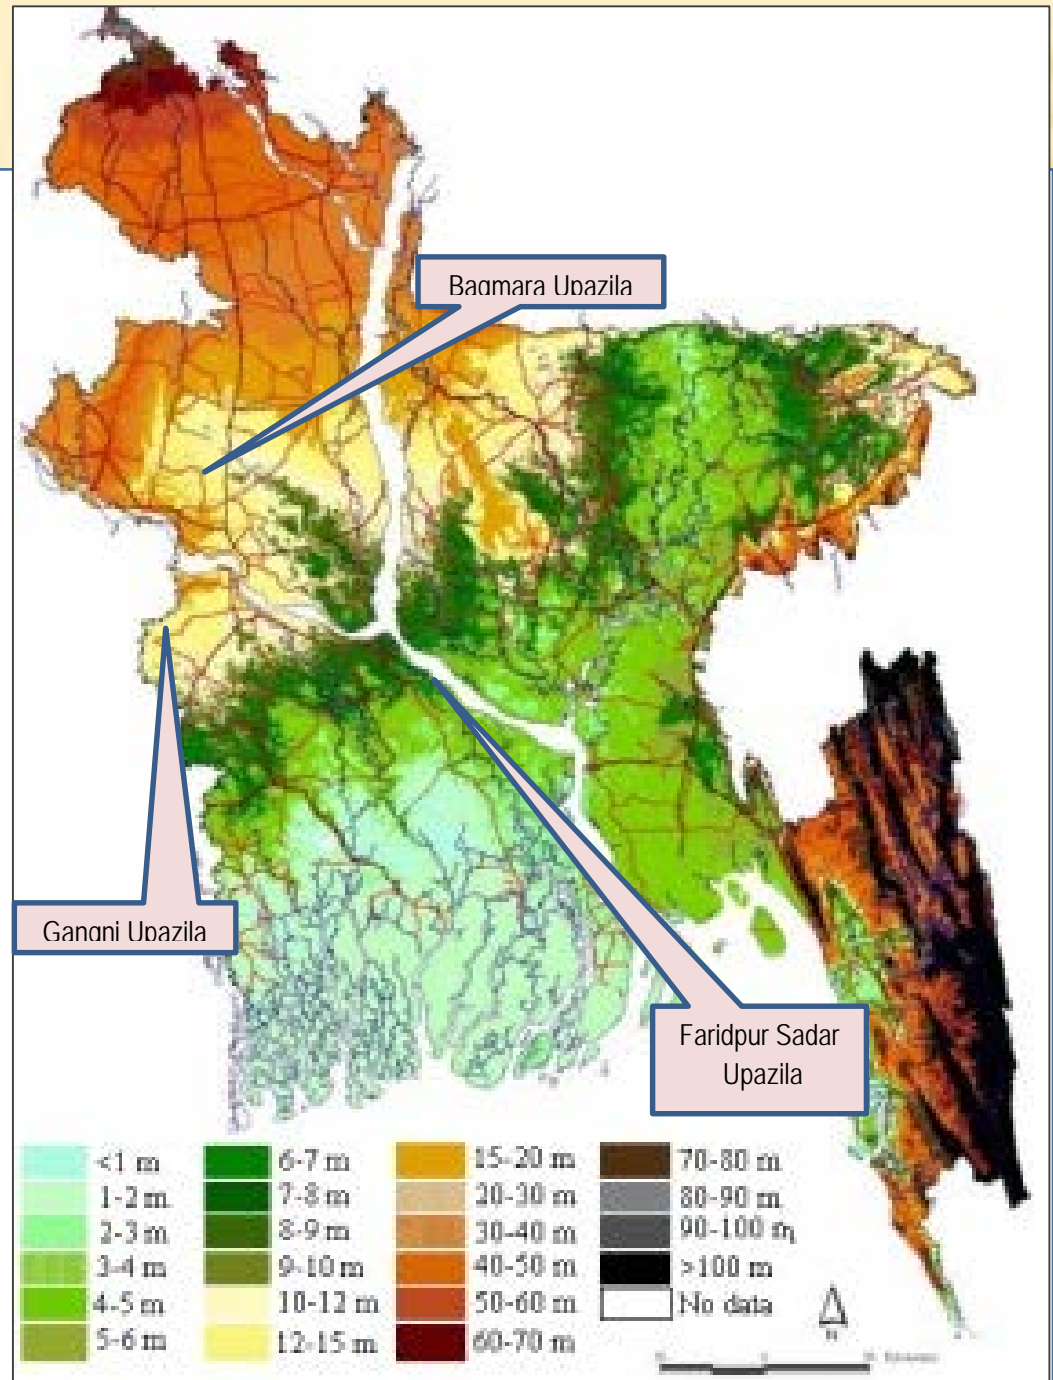 Bagmara Upazila
Gangni Upazila
Faridpur Sadar
Upazila
<1 m
1-2 m
2-3 m
3-4 m
4-5 m
5-6 m
6-7 m
7-8 m
8-9 m
9-10 m
10-12 m
12-15 m
15-20 m
20-30 m
30-40 m
40-50 m
50-60 m
60-70 m
70-80 m
80-90 m
90-100 m
>100 m
No data
N